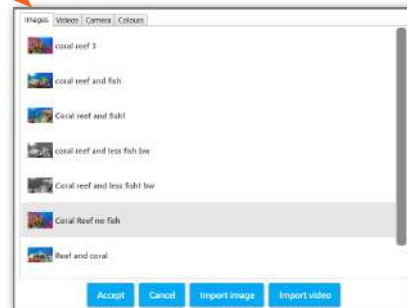 Images Videos Camera Colours
coral reef 1
coral reef and fish
Coral reef and fish1
coral reef and less fish bw
Coral reef and less fish1 bw
Coral Reef no fish
Reef and coral
Accept Cancel Import image Import video